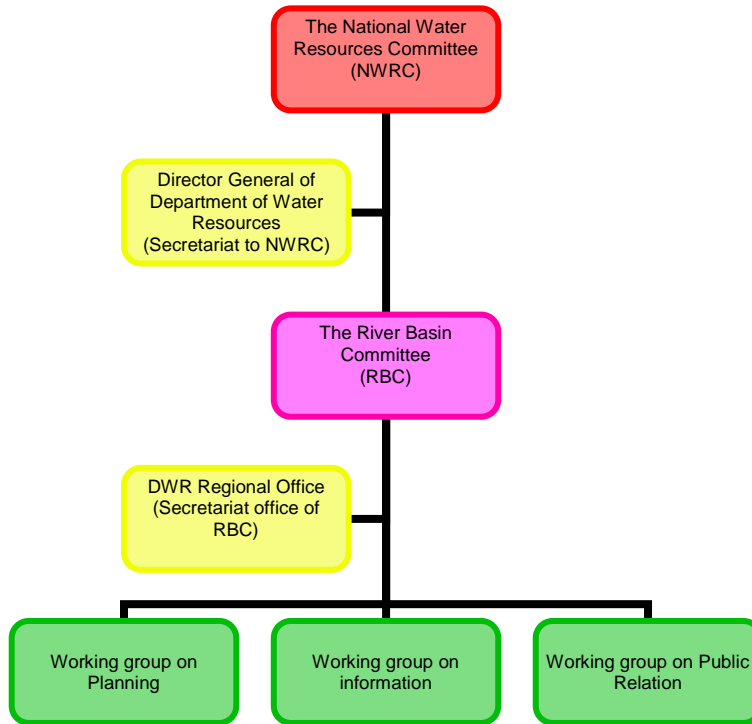 The National Water
Resources Committee
(NWRC)
Director General of
Department of Water
Resources
(Secretariat to NWRC)
The River Basin
Committee
(RBC)
DWR Regional Office
(Secretariat office of
RBC)
Working group on
Planning
Working group on
information
Working group on Public
Relation